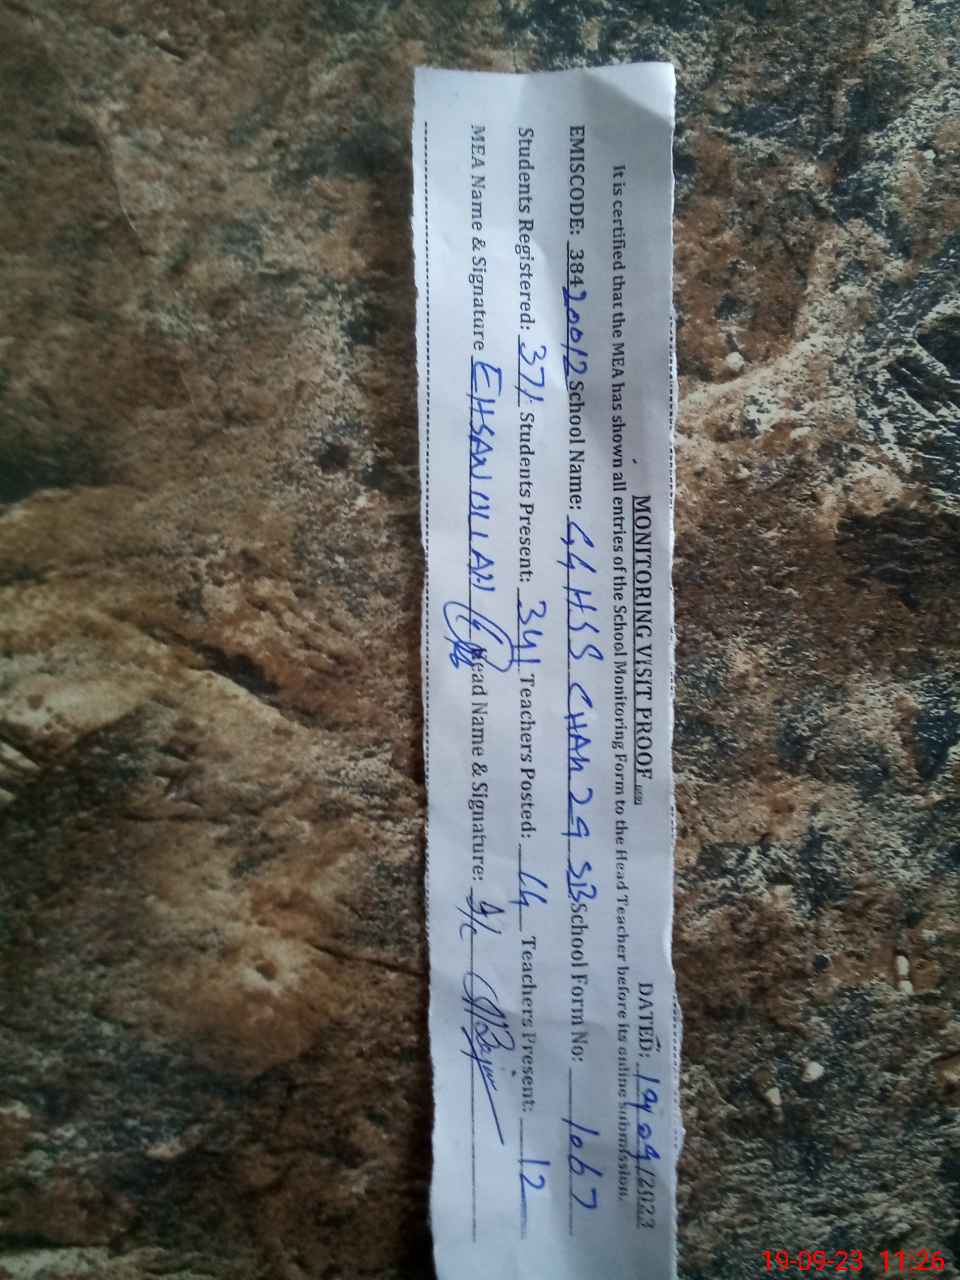 MONITORING VISIT PROOF
DATED: 19/09/2023
It is certified that the MEA has shown all entries of the School Monitoring Form to the Head Teacher before its online submission.
EMISCODE: 38420012 School Name: GGHSS CHAK 29 SB School Form No: 1067
Students Registered: 371 Students Present: 341 Teachers Posted: 14 Teachers Present: 12
MEA Name & Signature EHSAN ULLAH Head Name & Signature: I/c
19-09-23 11:26